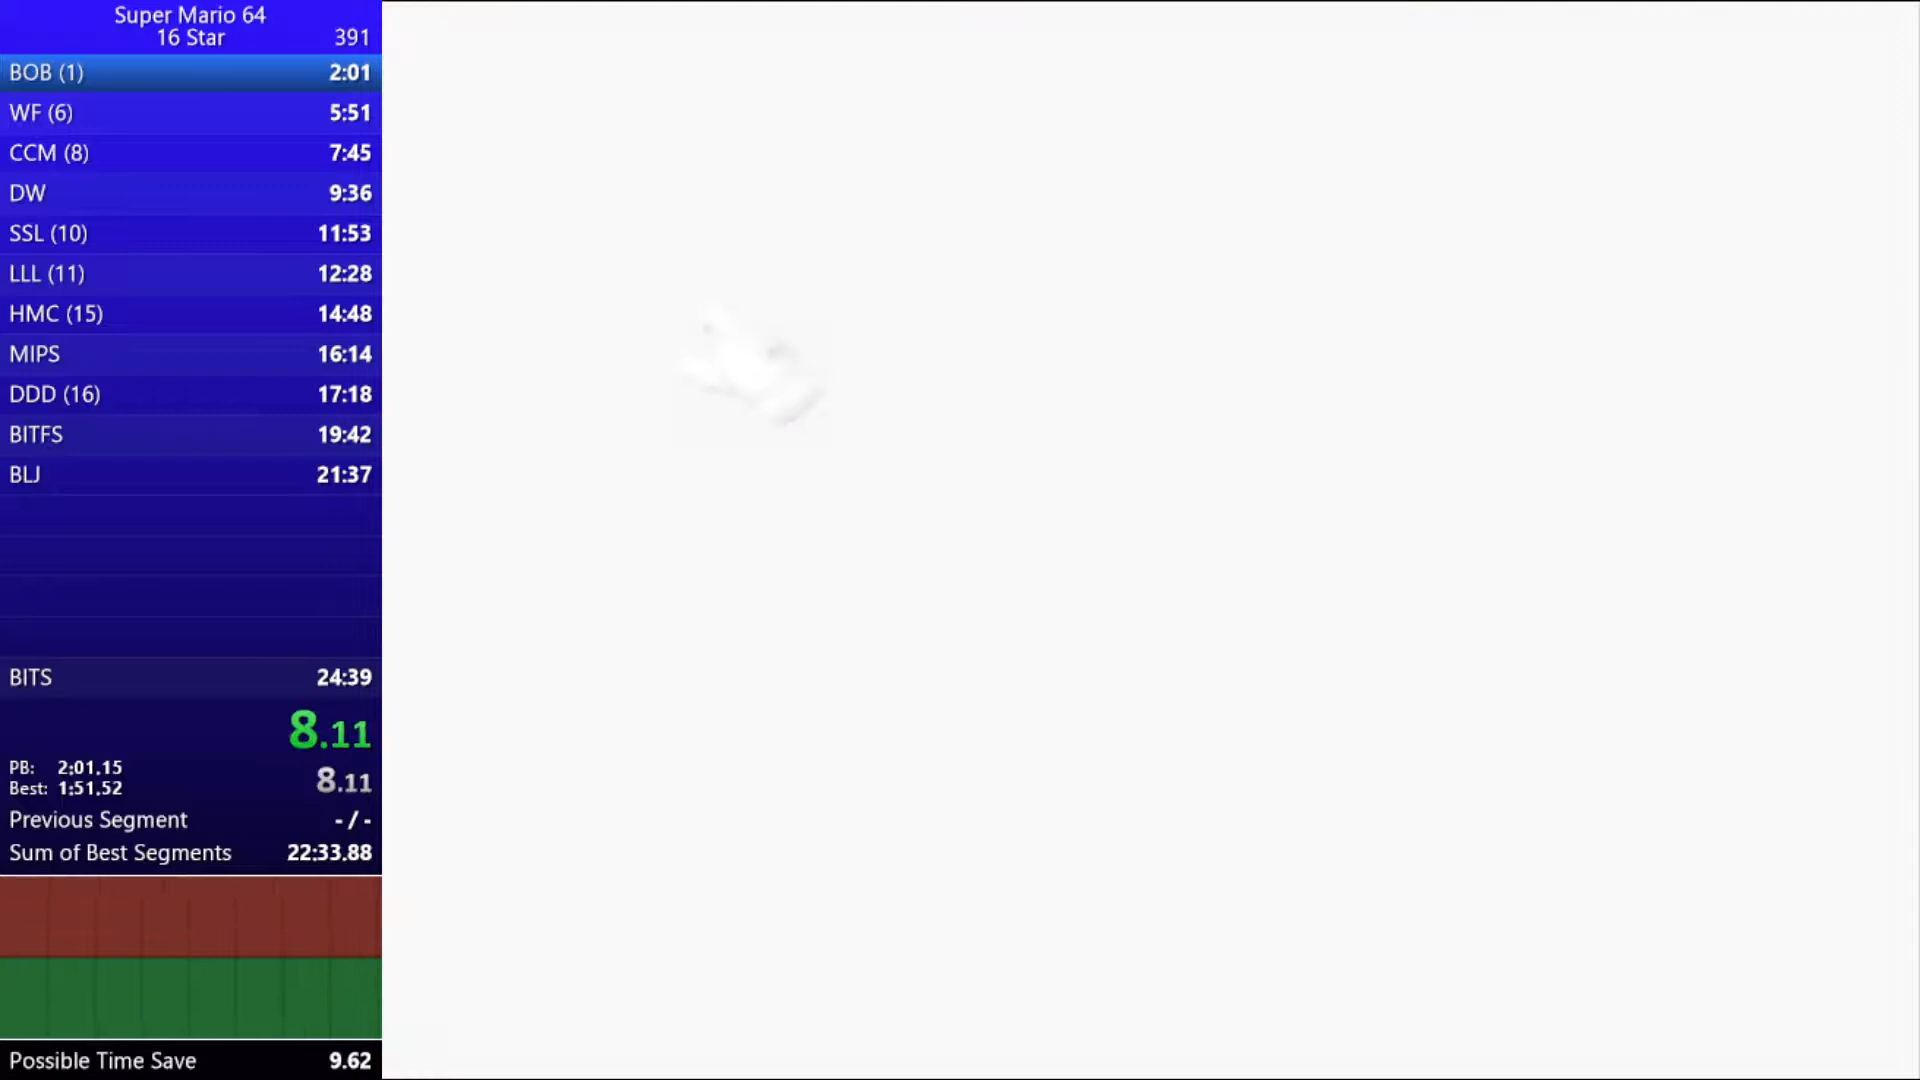 Super Mario 64
16 Star 391
BOB (1) 2:01
WF (6) 5:51
CCM (8) 7:45
DW 9:36
SSL (10) 11:53
LLL (11) 12:28
HMC (15) 14:48
MIPS 16:14
DDD (16) 17:18
BITFS 19:42
BLJ 21:37
BITS 24:39
8.11
PB: 2:01.15
Best: 1:51.52 8.11
Previous Segment - / -
Sum of Best Segments 22:33.88
Possible Time Save 9.62